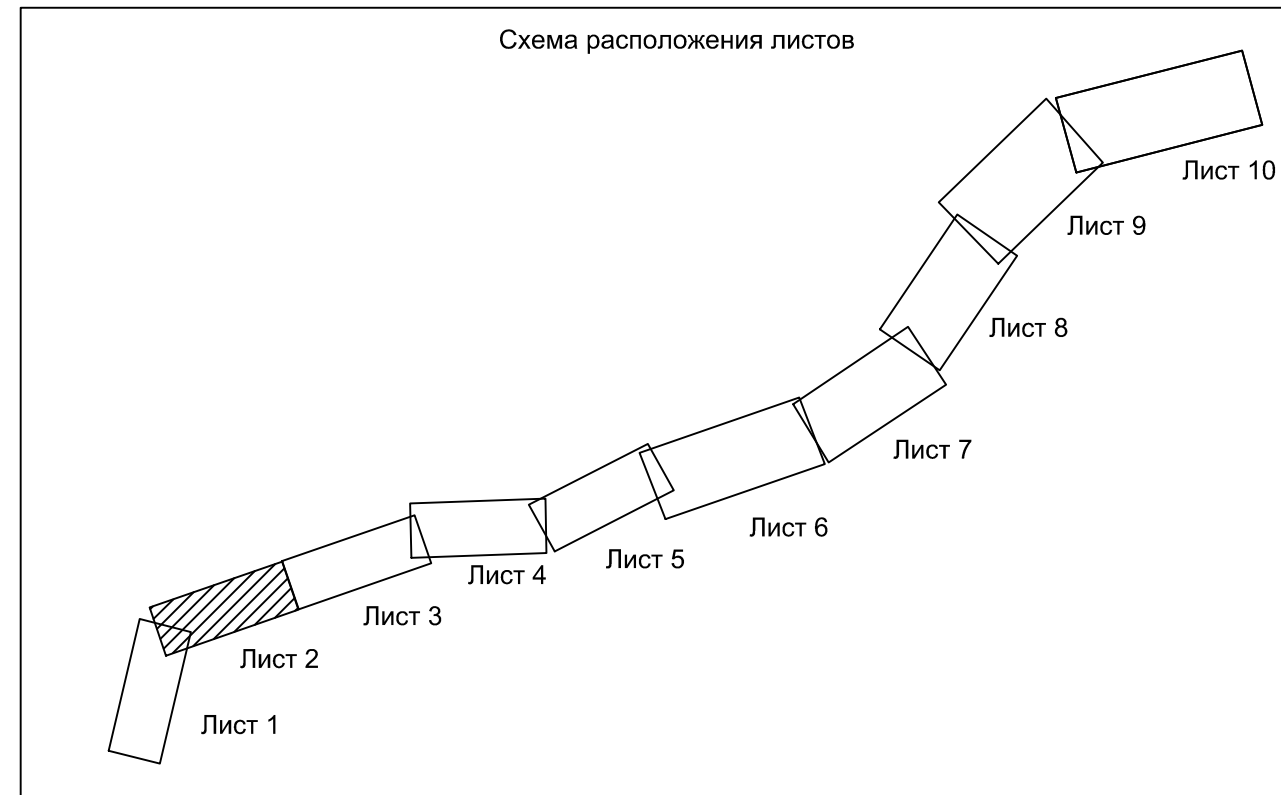 Схема расположения листов
Лист 10
Лист 9
Лист 8
Лист 7
Лист 6
Лист 5
Лист 4
Лист 3
Лист 2
Лист 1